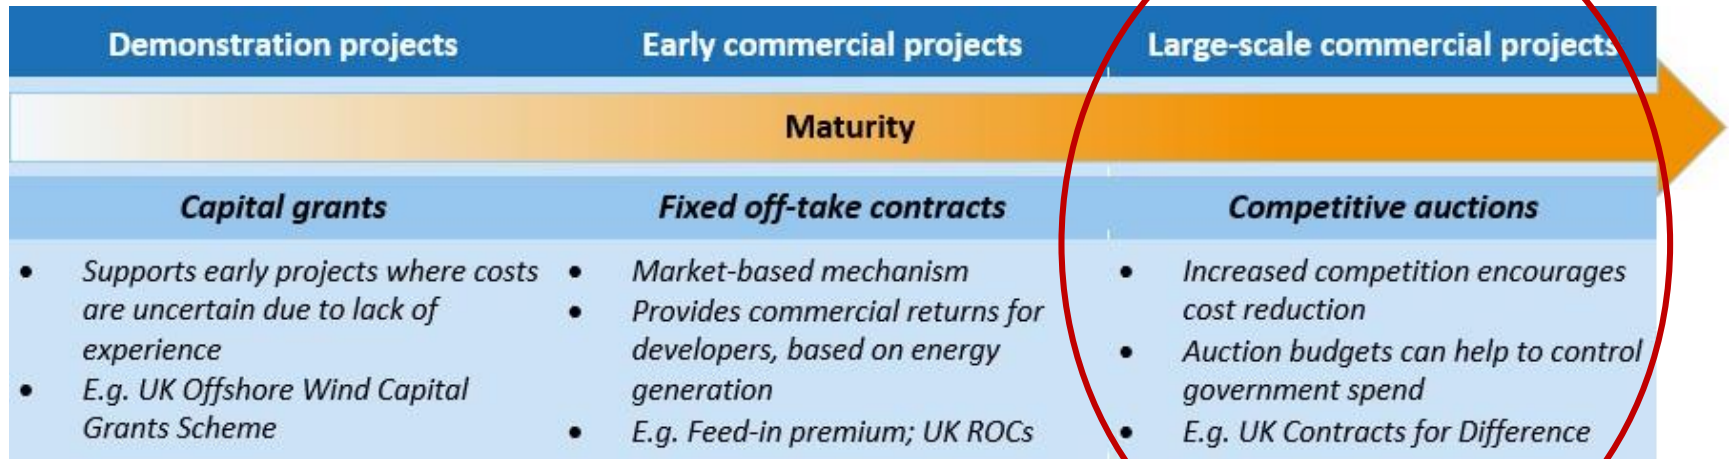 Demonstration projects
Early commercial projects
Large-scale commercial projects
Maturity
Capital grants
Fixed off-take contracts
Competitive auctions
• Supports early projects where costs
are uncertain due to lack of
experience
• E.g. UK Offshore Wind Capital
Grants Scheme
• Market-based mechanism
• Provides commercial returns for
developers, based on energy
generation
• E.g. Feed-in premium; UK ROCs
• Increased competition encourages
cost reduction
• Auction budgets can help to control
government spend
• E.g. UK Contracts for Difference